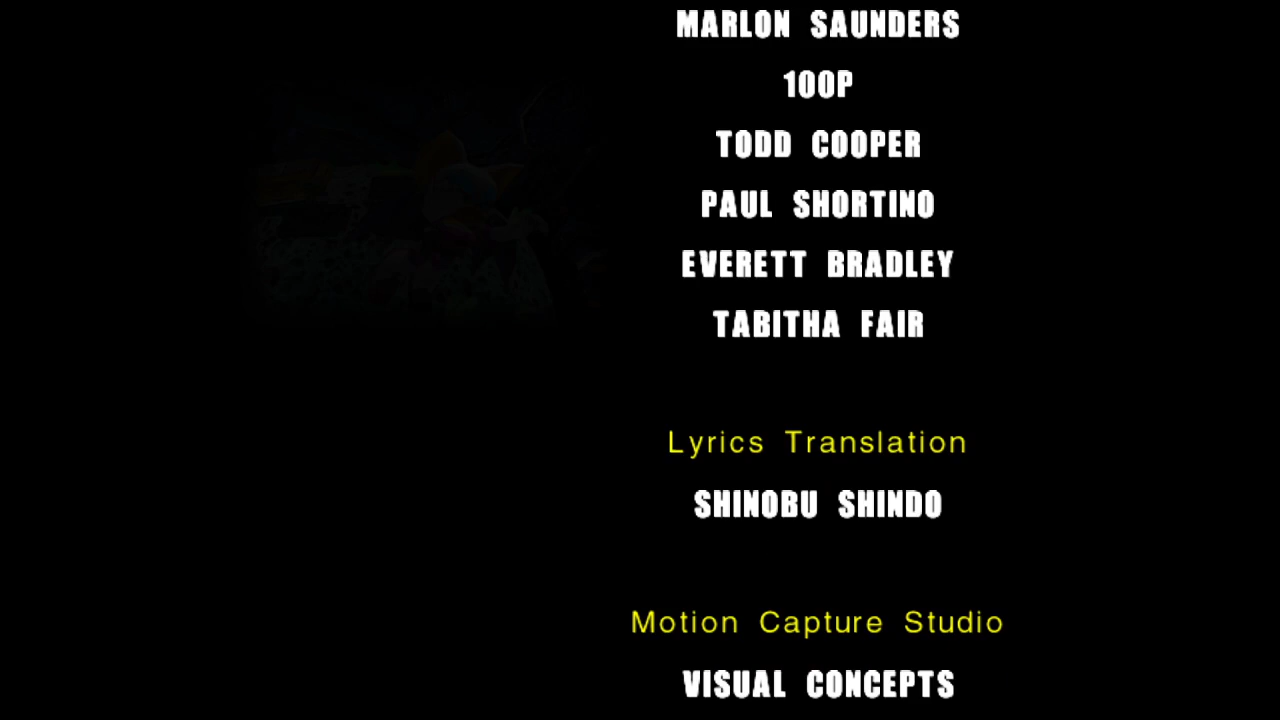 MARLON SAUNDERS
100P
TODD COOPER
PAUL SHORTINO
EVERETT BRADLEY
TABITHA FAIR
Lyrics Translation
SHINOBU SHINDO
Motion Capture Studio
VISUAL CONCEPTS